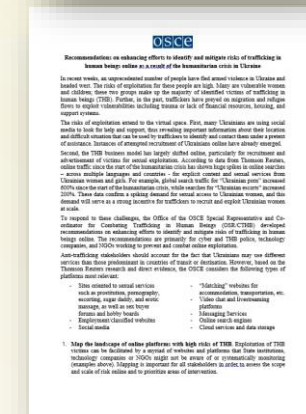 OSCE
Recommendations on enhancing efforts to identify and mitigate risks of trafficking in
human beings online as a result of the humanitarian crisis in Ukraine
In recent weeks, an unprecedented number of people have fled armed violence in Ukraine and
headed west. The risks of exploitation for these people are high. Many are vulnerable women
and children; these two groups make up the majority of identified victims of trafficking in
human beings (THB). Further, in the past, traffickers have preyed on migration and refugee
flows to exploit vulnerabilities including trauma or lack of financial resources, housing, and
support systems.
The risks of exploitation extend to the virtual space. First, many Ukrainians are using social
media to look for help and support, thus revealing important information about their location
and difficult situation that can be used by traffickers to identify and contact them under a pretext
of assistance. Instances of attempted recruitment of Ukrainians online have already emerged.
Second, the THB business model has largely shifted online, particularly for recruitment and
advertisement of victims for sexual exploitation. According to data from Thomson Reuters,
online traffic since the start of the humanitarian crisis has shown huge spikes in online searches
– across multiple languages and countries – for explicit content and sexual services from
Ukrainian women and girls. For example, global search traffic for "Ukrainian porn" increased
600% since the start of the humanitarian crisis, while searches for "Ukrainian escorts" increased
200%. These data confirm a spiking demand for sexual access to Ukrainian women, and this
demand will serve as a strong incentive for traffickers to recruit and exploit Ukrainian women
at scale.
To respond to these challenges, the Office of the OSCE Special Representative and Co-
ordinator for Combating Trafficking in Human Beings (OSR/CTHB) developed
recommendations on enhancing efforts to identify and mitigate risks of trafficking in human
beings online. The recommendations are primarily for cyber and THB police, technology
companies, and NGOs working to prevent and combat online exploitation.
Anti-trafficking stakeholders should account for the fact that Ukrainians may use different
services than those predominant in countries of transit or destination. However, based on the
Thomson Reuters research and direct evidence, the OSCE considers the following types of
platforms most relevant:
- Sites oriented to sexual services
such as prostitution, pornography,
escorting, sugar daddy, and erotic
massage, as well as sex buyer
forums and hobby boards
- Employment/classified websites
- Social media
- "Matching" websites for
accommodation, transportation, etc.
- Video chat and livestreaming
platforms
- Messaging Services
- Online search engines
- Cloud services and data storage
1. Map the landscape of online platforms with high risks of THB. Exploitation of THB
victims can be facilitated by a myriad of websites and platforms that State institutions,
technology companies or NGOs might not be aware of or systematically monitoring
(examples above). Mapping is important for all stakeholders in order to assess the scope
and scale of risk online and to prioritize areas of intervention.